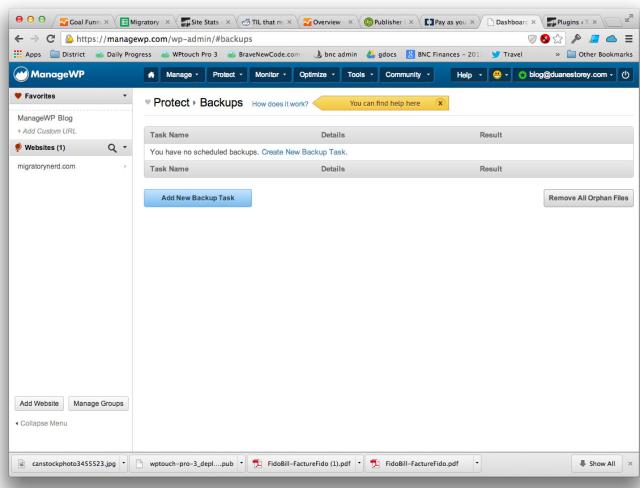 Goal Funn
Migratory
Site Stats
TIL that m
Overview
Publisher
Pay as you
Dashboard
Plugins
https://managewp.com/wp-admin/#backups
Apps District Daily Progress WPtouch Pro 3 BraveNewCode.com bnc admin gdocs BNC Finances - 201 Travel » Other Bookmarks
ManageWP
Manage Protect Monitor Optimize Tools Community Help blog@duanestorey.com
Favorites
ManageWP Blog
+ Add Custom URL
Websites (1)
migratorynerd.com
Protect Backups How does it work? You can find help here X
Task Name Details Result
You have no scheduled backups. Create New Backup Task.
Task Name Details Result
Add New Backup Task Remove All Orphan Files
Add Website Manage Groups
Collapse Menu
canstockphoto3455523.jpg wptouch-pro-3_depl....pub FidoBill-FactureFido (1).pdf FidoBill-FactureFido.pdf Show All